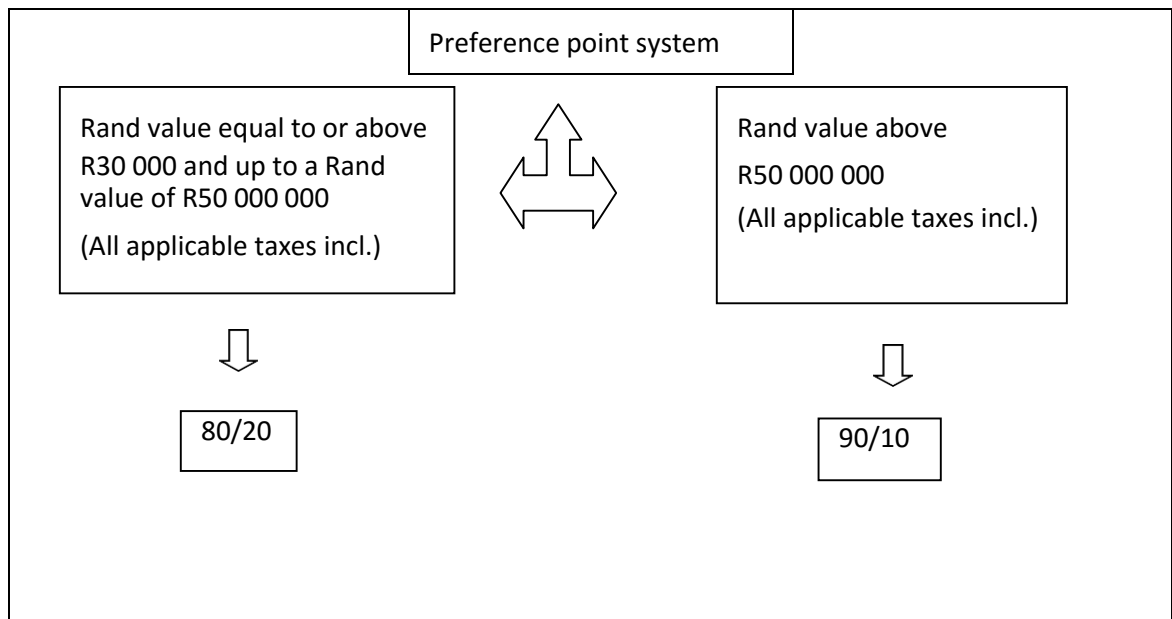 Preference point system
Rand value equal to or above
R30 000 and up to a Rand
value of R50 000 000
(All applicable taxes incl.)
Rand value above
R50 000 000
(All applicable taxes incl.)
80/20
90/10